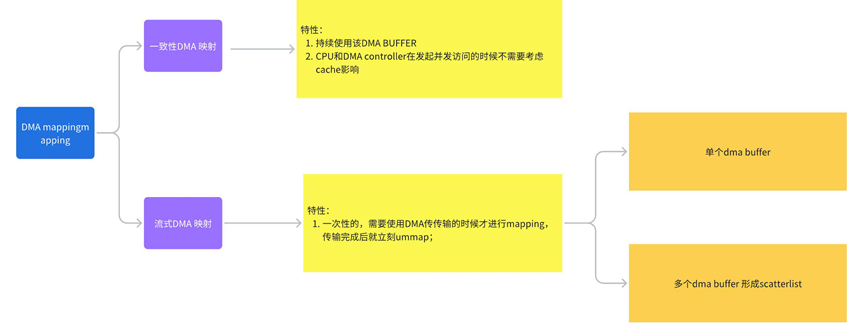 DMA mappingm
apping
一致性DMA 映射
特性：
1. 持续使用该DMA BUFFER
2. CPU和DMA controller在发起并发访问的时候不需要考虑
cache影响
流式DMA 映射
特性：
1. 一次性的，需要使用DMA传传输的时候才进行mapping，
传输完成后就立刻ummap；
单个dma buffer
多个dma buffer 形成scatterlist